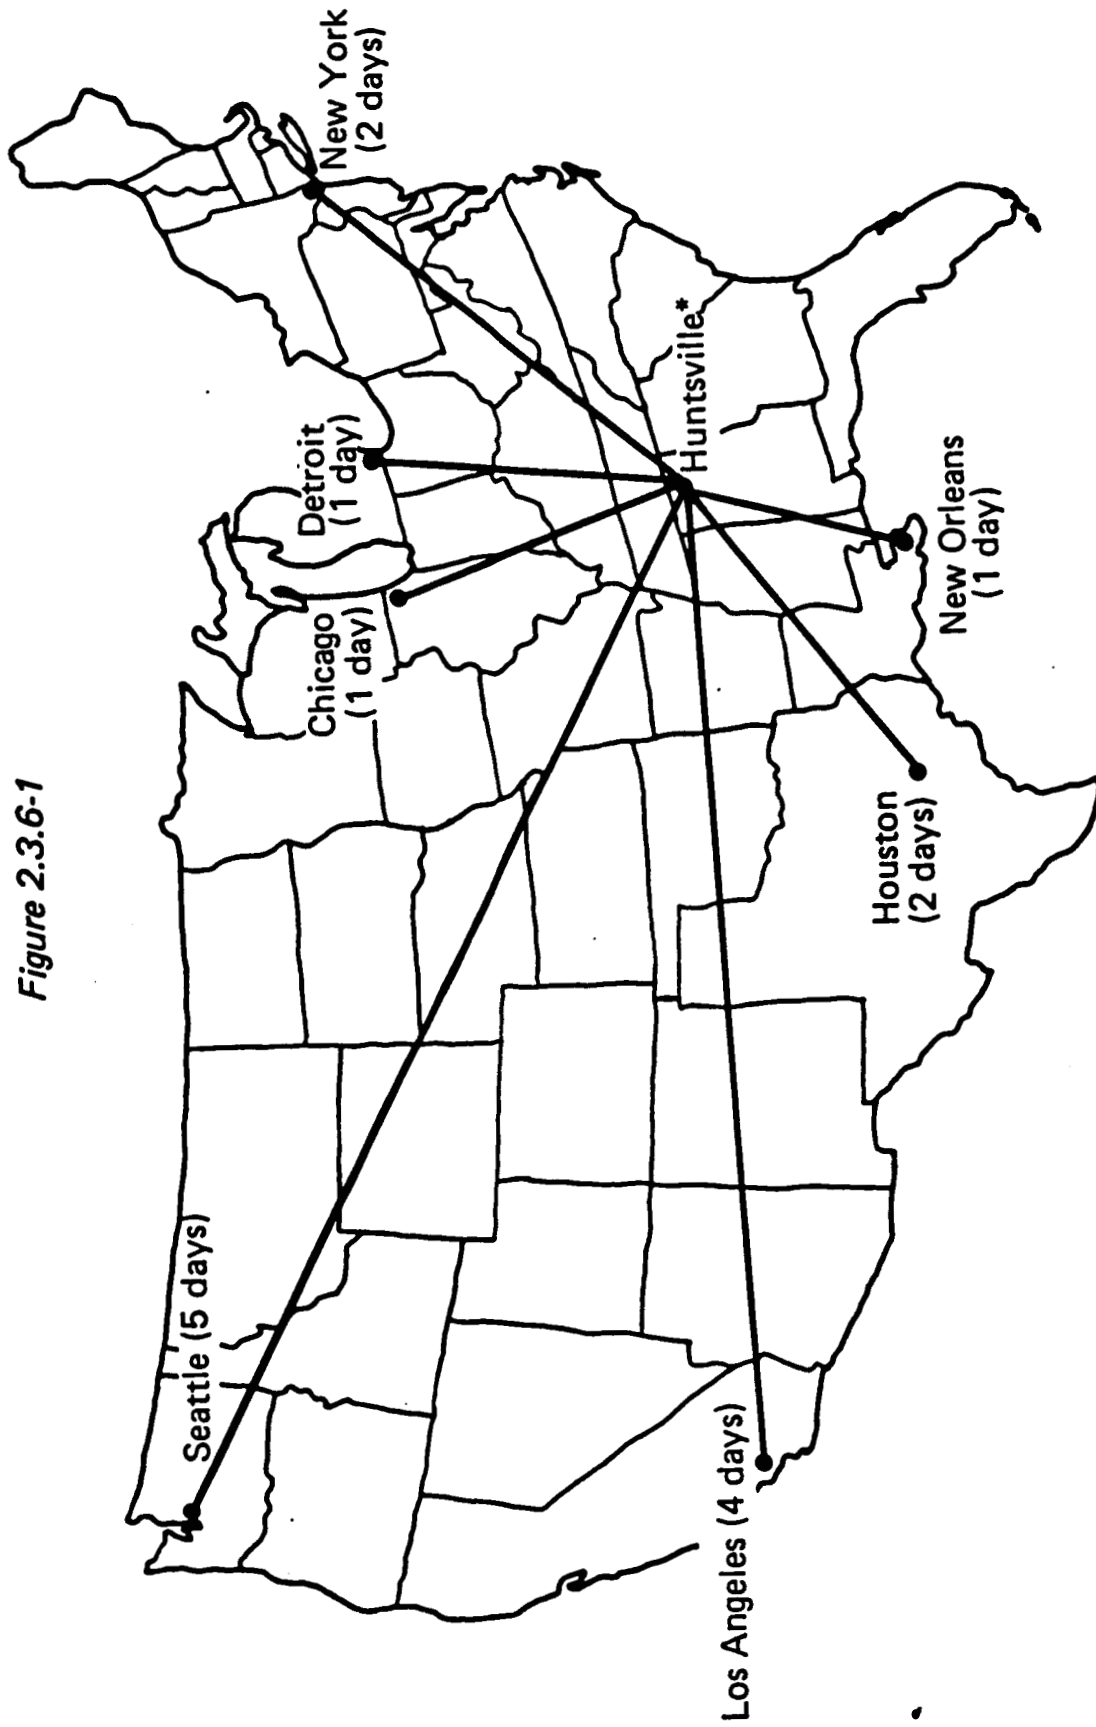 Figure 2.3.6-1
Seattle (5 days)
Chicago
(1 day)
Detroit
(1 day)
New York
(2 days)
Huntsville*
Los Angeles (4 days)
Houston
(2 days)
New Orleans
(1 day)